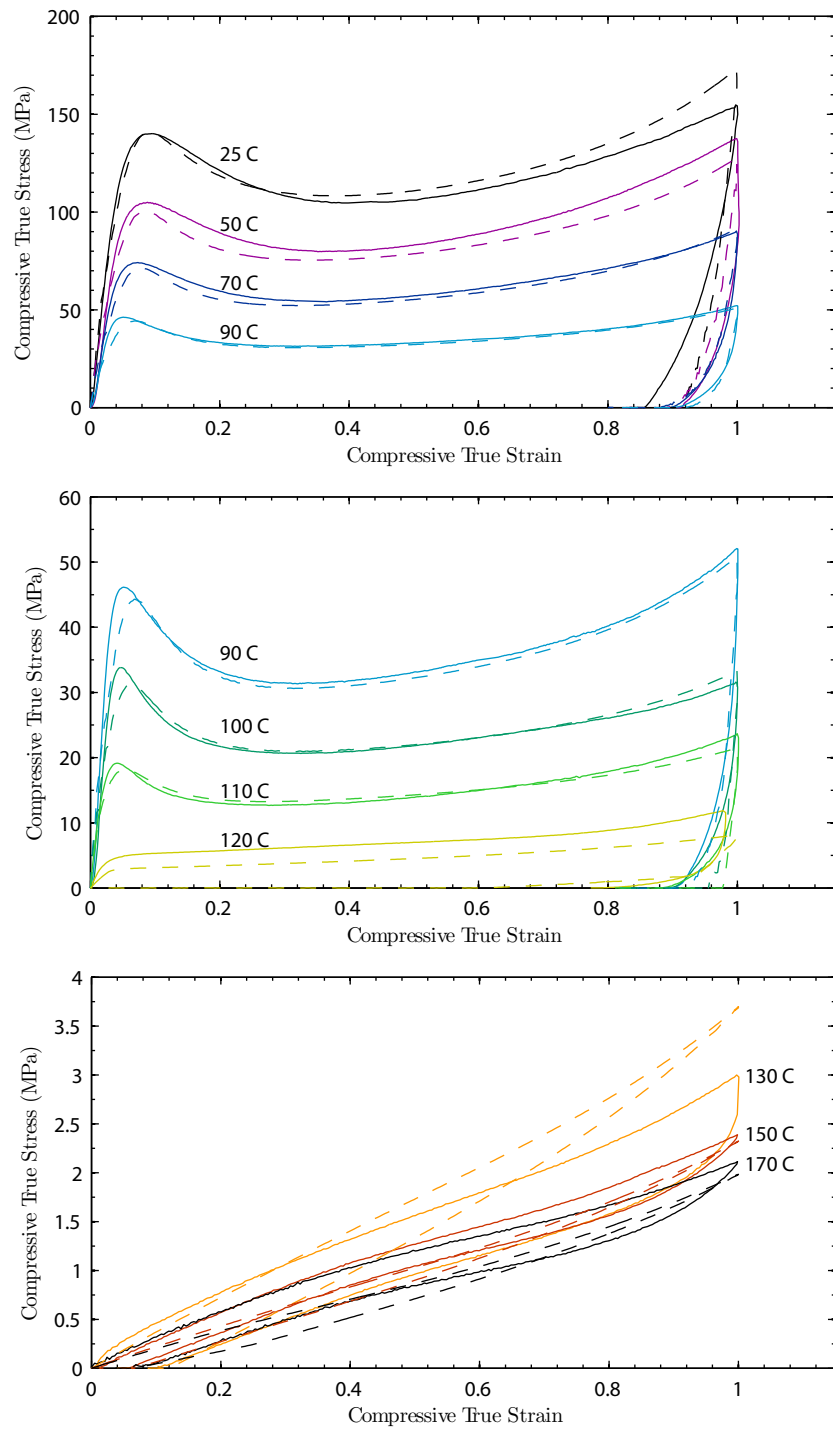 200
150
100
50
0
Compressive True Stress (MPa)
25 C
50 C
70 C
90 C
0
0.2
0.4
0.6
0.8
1
Compressive True Strain
60
50
40
30
20
10
0
Compressive True Stress (MPa)
90 C
100 C
110 C
120 C
0
0.2
0.4
0.6
0.8
1
Compressive True Strain
4
3.5
3
2.5
2
1.5
1
0.5
0
Compressive True Stress (MPa)
130 C
150 C
170 C
0
0.2
0.4
0.6
0.8
1
Compressive True Strain